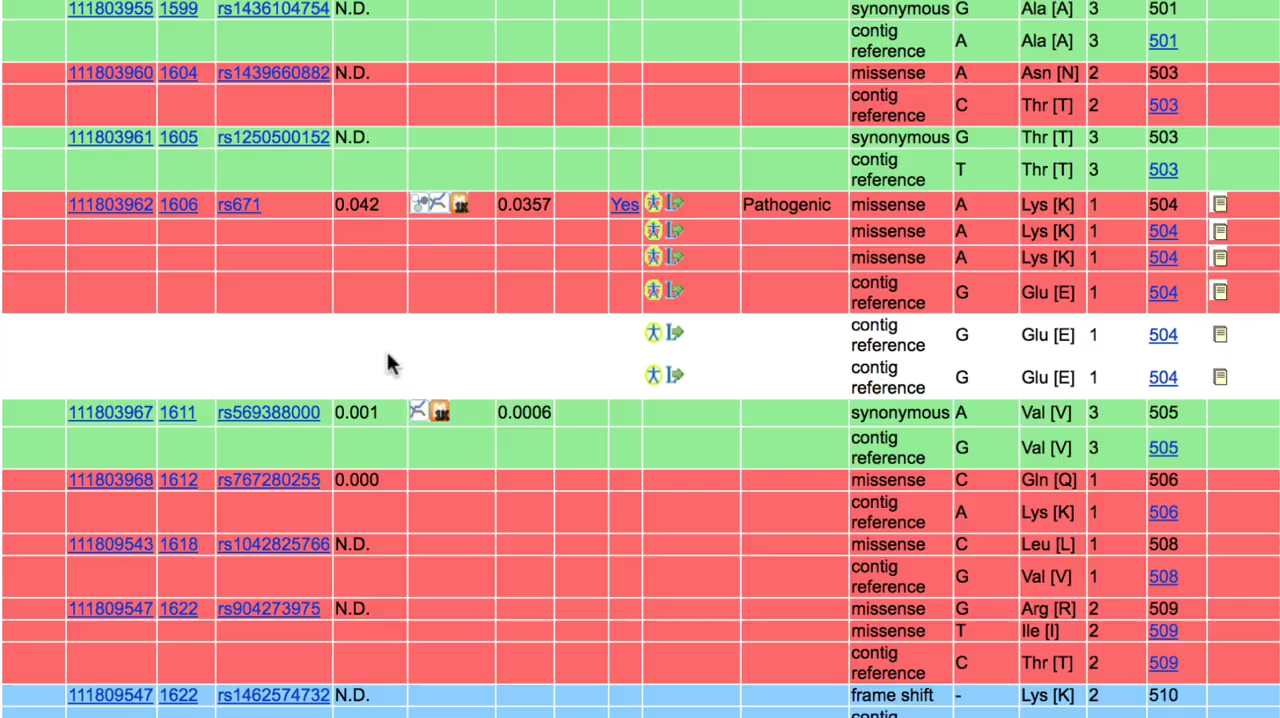 111803955 1599 rs1436104754 N.D. synonymous G Ala [A] 3 501
contig
reference A Ala [A] 3 501
111803960 1604 rs1439660882 N.D. missense A Asn [N] 2 503
contig
reference C Thr [T] 2 503
111803961 1605 rs1250500152 N.D. synonymous G Thr [T] 3 503
contig
reference T Thr [T] 3 503
111803962 1606 rs671 0.042 0.0357 Yes Pathogenic missense A Lys [K] 1 504
missense A Lys [K] 1 504
missense A Lys [K] 1 504
contig
reference G Glu [E] 1 504
contig
reference G Glu [E] 1 504
contig
reference G Glu [E] 1 504
111803967 1611 rs569388000 0.001 0.0006 synonymous A Val [V] 3 505
contig
reference G Val [V] 3 505
111803968 1612 rs767280255 0.000 missense C Gln [Q] 1 506
contig
reference A Lys [K] 1 506
111809543 1618 rs1042825766 N.D. missense C Leu [L] 1 508
contig
reference G Val [V] 1 508
111809547 1622 rs904273975 N.D. missense G Arg [R] 2 509
missense T Ile [I] 2 509
contig
reference C Thr [T] 2 509
111809547 1622 rs1462574732 N.D. frame shift - Lys [K] 2 510
contig